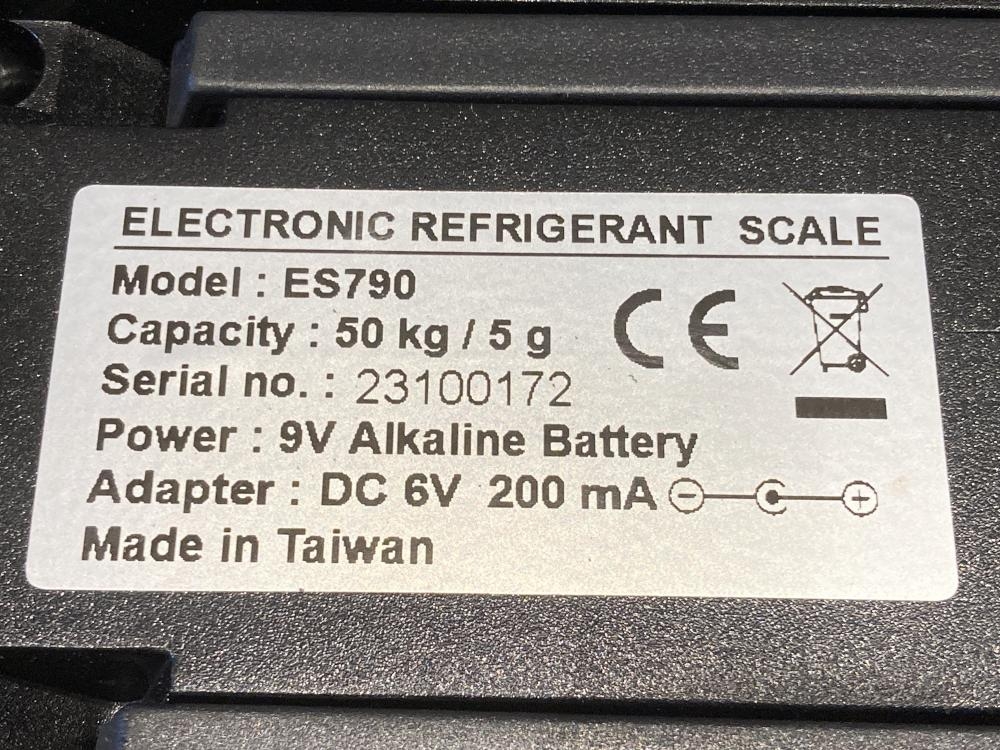 ELECTRONIC REFRIGERANT SCALE
Model : ES790
Capacity : 50 kg / 5 g
CE
Serial no. : 23100172
Power : 9V Alkaline Battery
Adapter : DC 6V 200 mA
Made in Taiwan